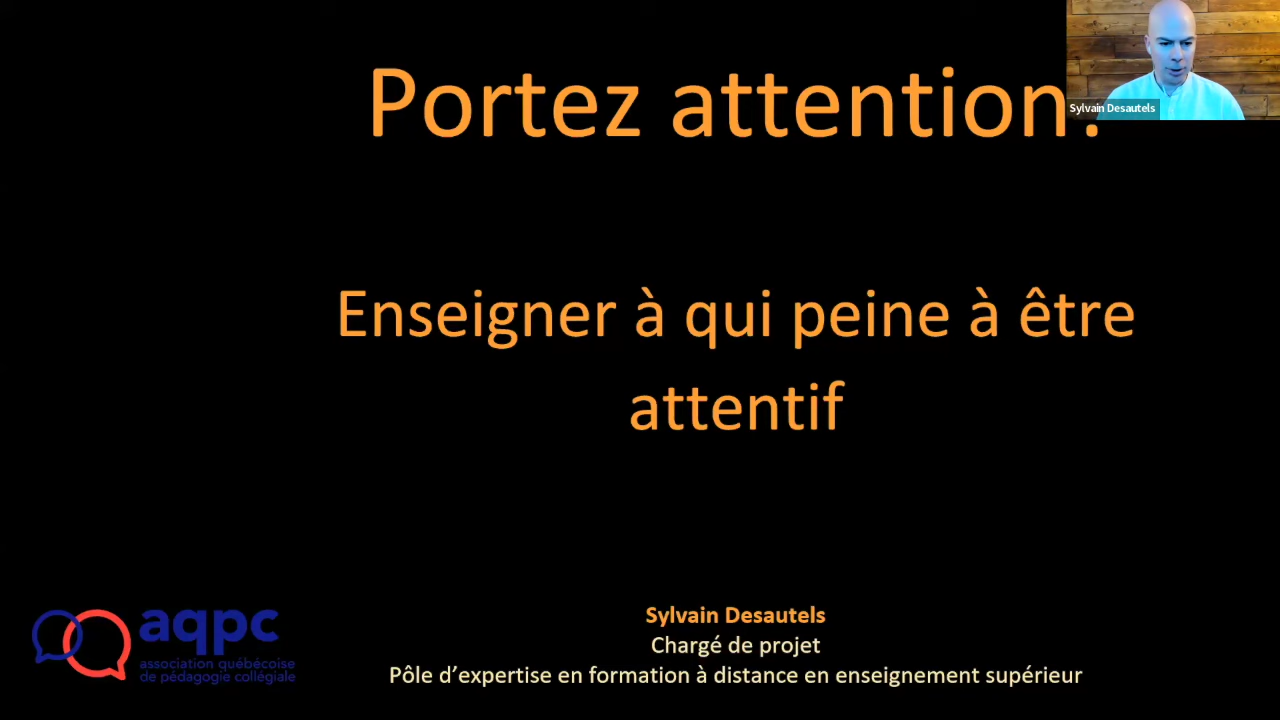 Portez attention!
Sylvain Desautels
Enseigner à qui peine à être
attentif
aqpc
association québécoise
de pédagogie collégiale
Sylvain Desautels
Chargé de projet
Pôle d’expertise en formation à distance en enseignement supérieur